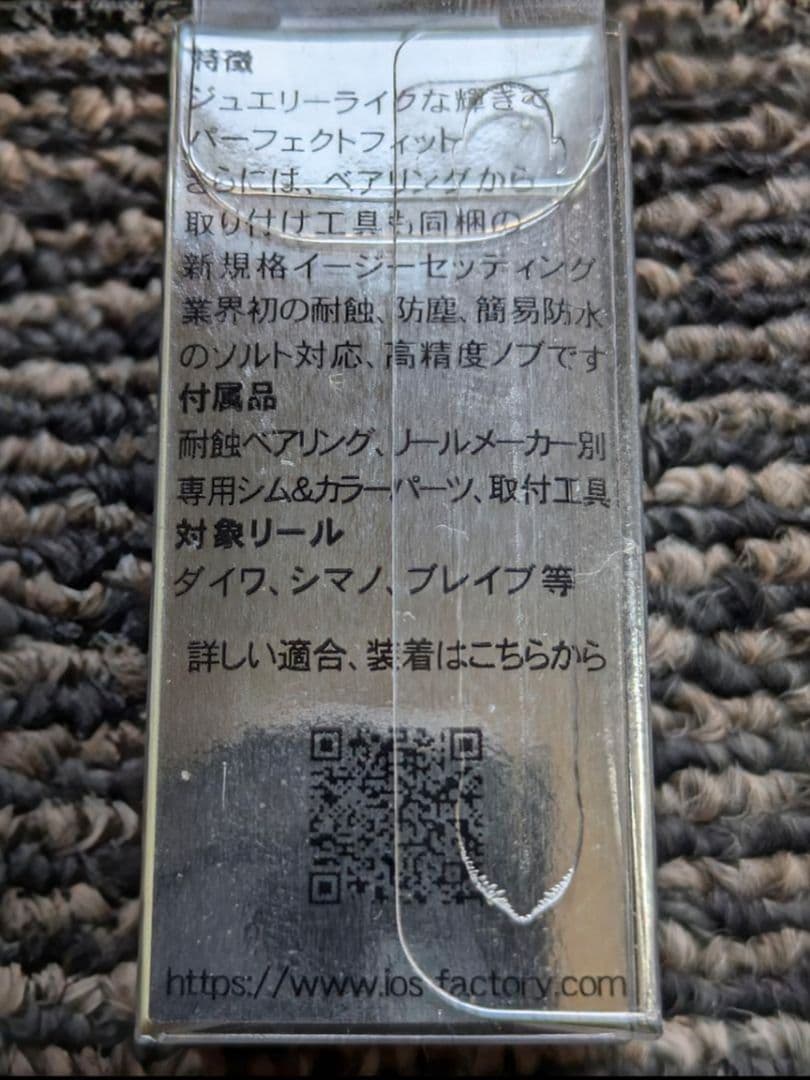 特徴
ジュエリーライクな輝きで
パーフェクトフィット
さらには、ベアリングから
取り付け工具も同梱の
新規格イージーセッティング
業界初の耐蝕、防塵、簡易防水
のソルト対応、高精度ノブです
付属品
耐蝕ベアリング、リールメーカー別
専用シム&カラーパーツ、取付工具
対象リール
ダイワ、シマノ、ブレイブ等
詳しい適合、装着はこちらから
https://www.ios-factory.com